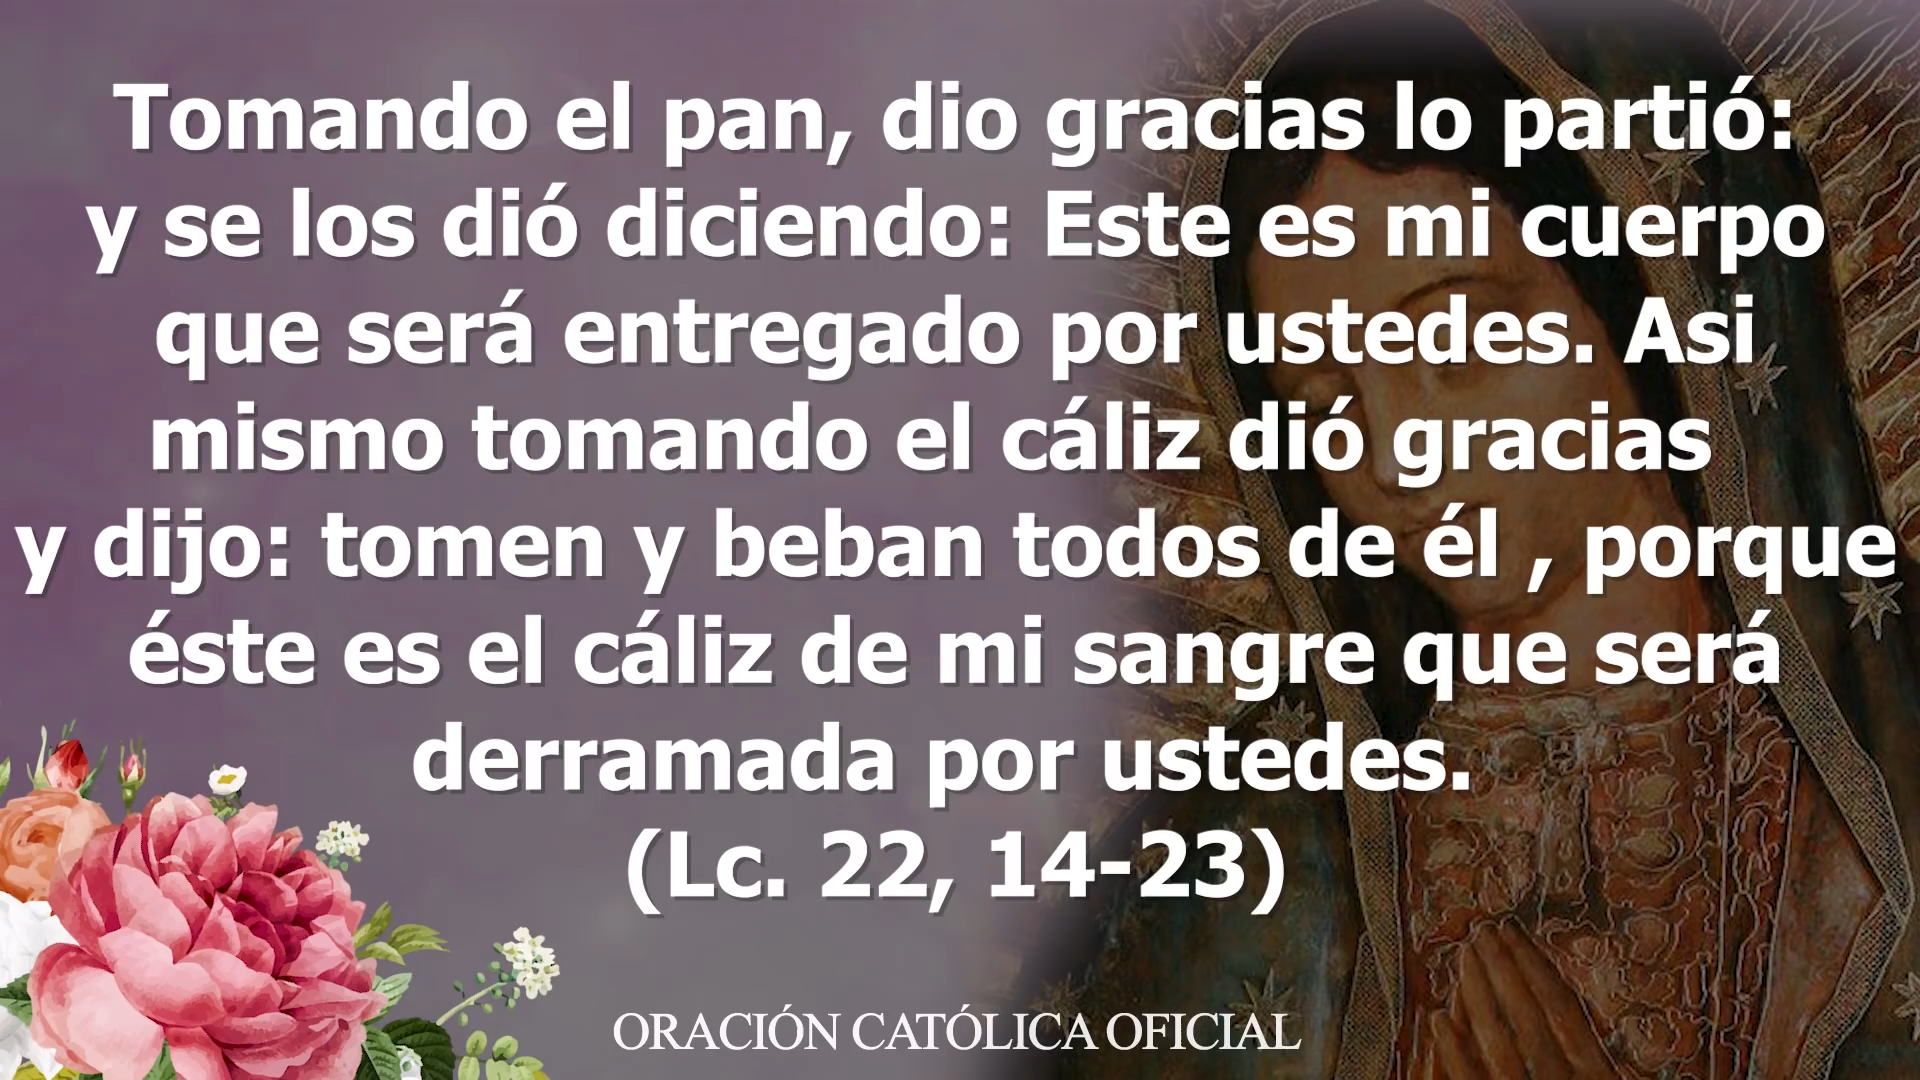 Tomando el pan, dio gracias lo partió:
y se los dió diciendo: Este es mi cuerpo
que será entregado por ustedes. Asi
mismo tomando el cáliz dió gracias
y dijo: tomen y beban todos de él , porque
éste es el cáliz de mi sangre que será
derramada por ustedes.
(Lc. 22, 14-23)
ORACIÓN CATÓLICA OFICIAL